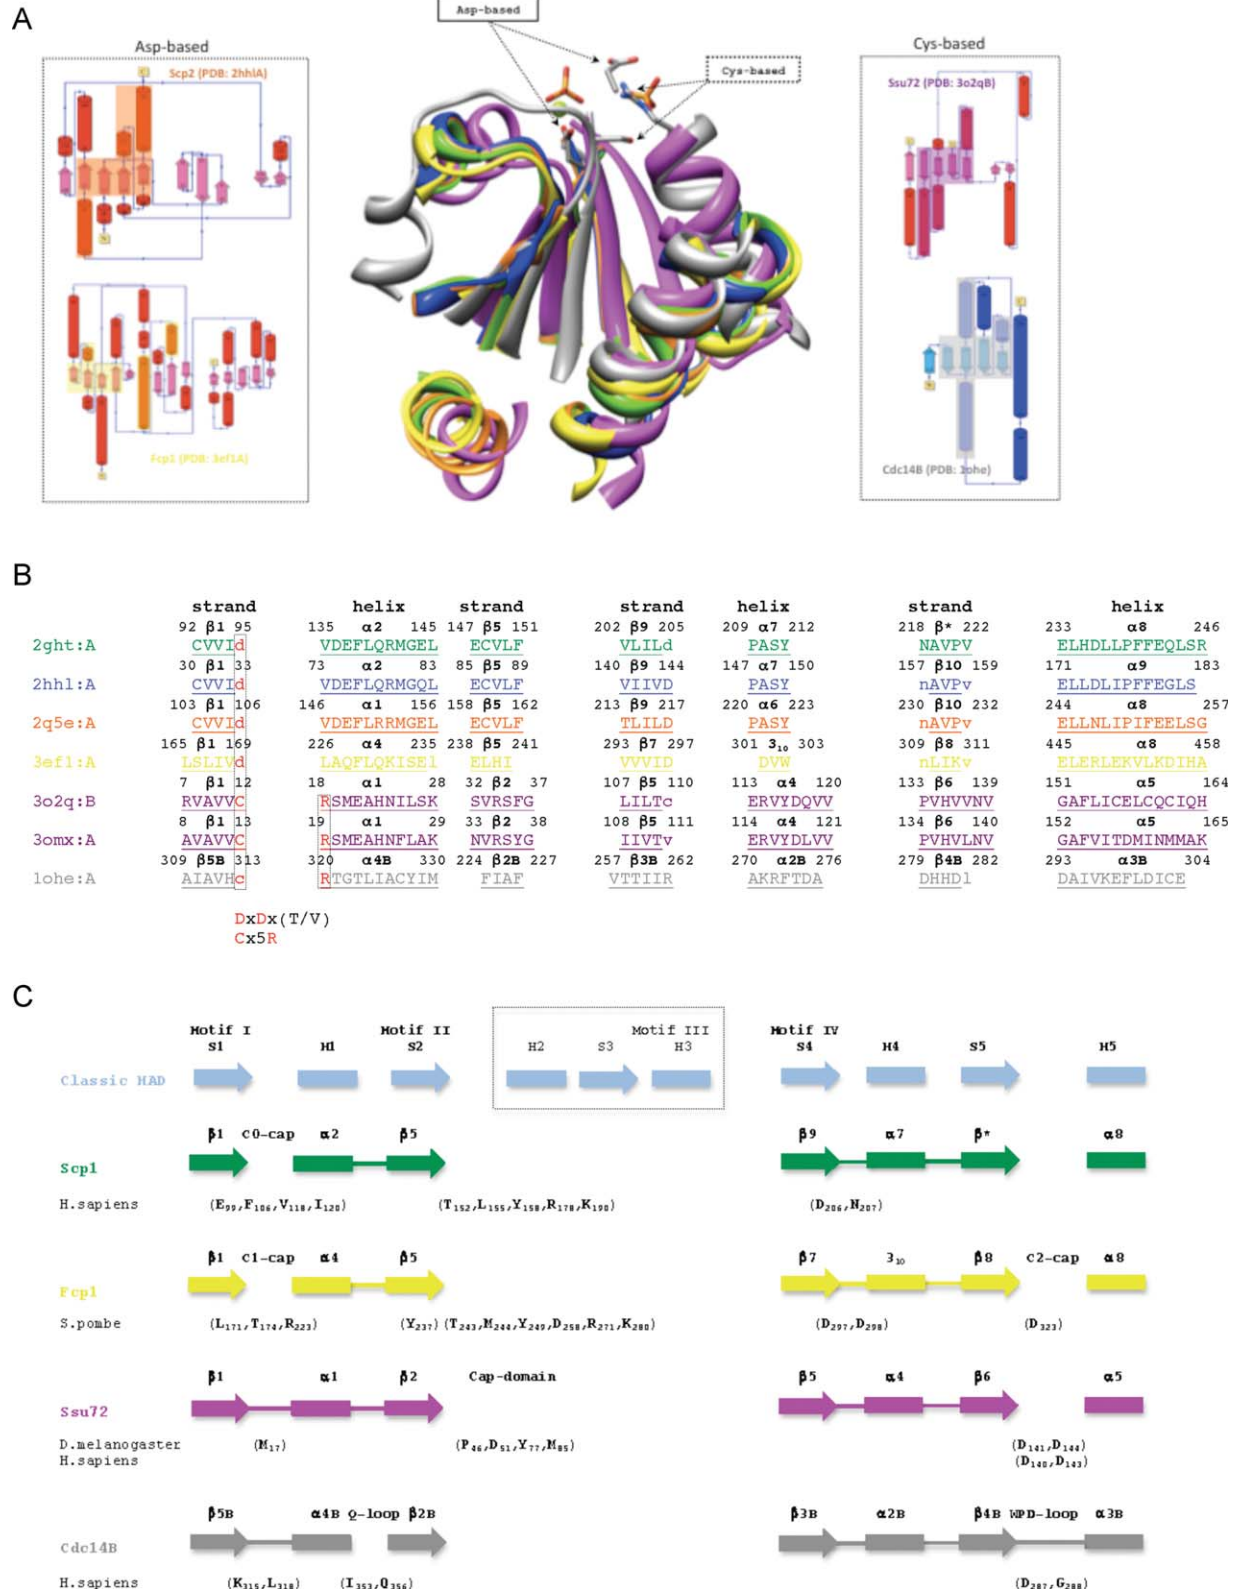 A
Asp-based
Asp-based
Cys-based
Cys-based
Scp2 (PDB: 2hhlA)
Ssu72 (PDB: 3o2qB)
Fcp1 (PDB: 3ef1A)
Cdc14B (PDB: 1ohe)
B
strand helix strand strand helix strand helix
92 β1 95 135 α2 145 147 β5 151 202 β9 205 209 α7 212 218 β* 222 233 α8 246
2ght:A CVVId VDEFLQRMGEL ECVLF VLILd PASY NAVPV ELHDLLPFFEQLSR
30 β1 33 73 α2 83 85 β5 89 140 β9 144 147 α7 150 157 β10 159 171 α9 183
2hhl:A CVVId VDEFLQRMGQL ECVLF VIIVD PASY nAVPv ELLDLIPFFEGLS
103 β1 106 146 α1 156 158 β5 162 213 β9 217 220 α6 223 230 β10 232 244 α8 257
2q5e:A CVVId VDEFLRRMGEL ECVLF TLILD PASY nAVPv ELLNLIPIFEELSG
165 β1 169 226 α4 235 238 β5 241 293 β7 297 301 3₁₀ 303 309 β8 311 445 α8 458
3ef1:A LSLIVd LAQFLQKISEl ELHI VVVID DVW nLIKv ELERLEKVLKDIHA
7 β1 12 18 α1 28 32 β2 37 107 β5 110 113 α4 120 133 β6 139 151 α5 164
3o2q:B RVAVVC RSMEAHNILSK SVRSFG LILTc ERVYDQVV PVHVVNV GAFLICELCQCIQH
8 β1 13 19 α1 29 33 β2 38 108 β5 111 114 α4 121 134 β6 140 152 α5 165
3omx:A AVAVVC RSMEAHNFLAK NVRSYG IIVTv ERVYDLVV PVHVLNV GAFVITDMINMMAK
309 β5B 313 320 α4B 330 224 β2B 227 257 β3B 262 270 α2B 276 279 β4B 282 293 α3B 304
1ohe:A AIAVHc RTGTLIACYIM FIAF VTTIIR AKRFTDA DHHDl DAIVKEFLDICE
DxDx(T/V)
Cx5R
C
Motif I Motif II Motif III Motif IV
S1 H1 S2 H2 S3 H3 S4 H4 S5 H5
Classic HAD
β1 C0-cap α2 β5 β9 α7 β* α8
Scp1
H.sapiens (E₉₉,F₁₀₆,V₁₁₈,I₁₂₀) (T₁₅₂,L₁₅₅,Y₁₅₈,R₁₇₈,K₁₉₀) (D₂₀₆,N₂₀₇)
β1 C1-cap α4 β5 β7 3₁₀ β8 C2-cap α8
Fcp1
S.pombe (L₁₇₁,T₁₇₄,R₂₂₃) (Y₂₃₇) (T₂₄₃,M₂₄₄,Y₂₄₉,D₂₅₈,R₂₇₁,K₂₈₀) (D₂₉₇,D₂₉₈) (D₃₂₃)
β1 α1 β2 Cap-domain β5 α4 β6 α5
Ssu72
D.melanogaster (M₁₇) (P₄₆,D₅₁,Y₇₇,M₈₅) (D₁₄₁,D₁₄₄)
H.sapiens (D₁₄₀,D₁₄₃)
β5B α4B Q-loop β2B β3B α2B β4B WPD-loop α3B
Cdc14B
H.sapiens (K₃₁₅,L₃₁₈) (I₃₅₃,Q₃₅₆) (D₂₈₇,G₂₈₈)